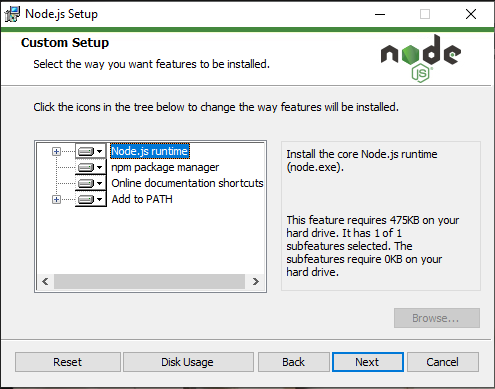 Node.js Setup
Custom Setup
Select the way you want features to be installed.
node
JS
Click the icons in the tree below to change the way features will be installed.
Node.js runtime
npm package manager
Online documentation shortcuts
Add to PATH
Install the core Node.js runtime
(node.exe).
This feature requires 475KB on your
hard drive. It has 1 of 1
subfeatures selected. The
subfeatures require 0KB on your
hard drive.
Browse...
Reset
Disk Usage
Back
Next
Cancel